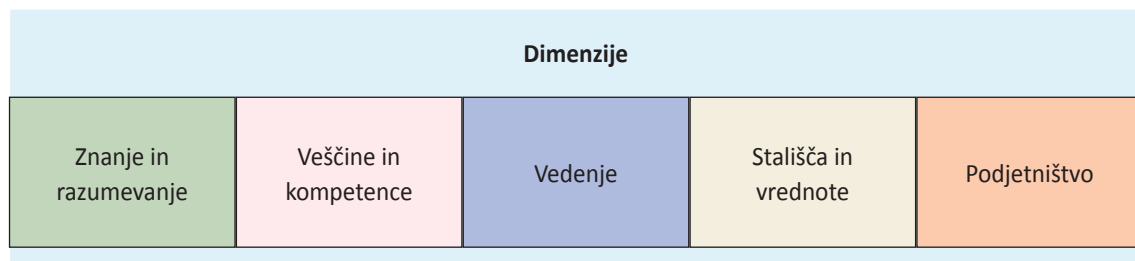 Dimenzije
Znanje in
razumevanje
Veščine in
kompetence
Vedenje
Stališča in
vrednote
Podjetništvo